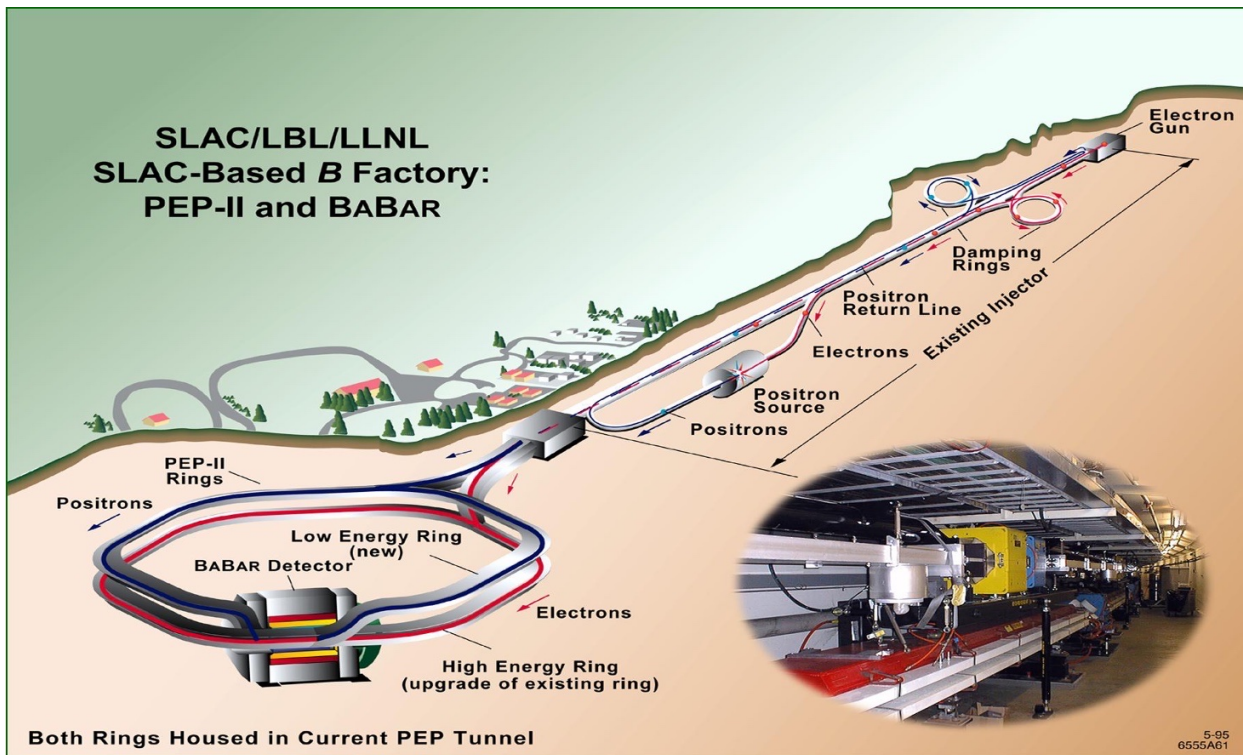 SLAC/LBL/LLNL
SLAC-Based B Factory:
PEP-II and BABAR
Electron
Gun
Damping
Rings
Positron
Return Line
Existing Injector
Electrons
Positron
Source
Positrons
PEP-II
Rings
Positrons
Low Energy Ring
(new)
BABAR Detector
Electrons
High Energy Ring
(upgrade of existing ring)
Both Rings Housed in Current PEP Tunnel
5-95
6555A61